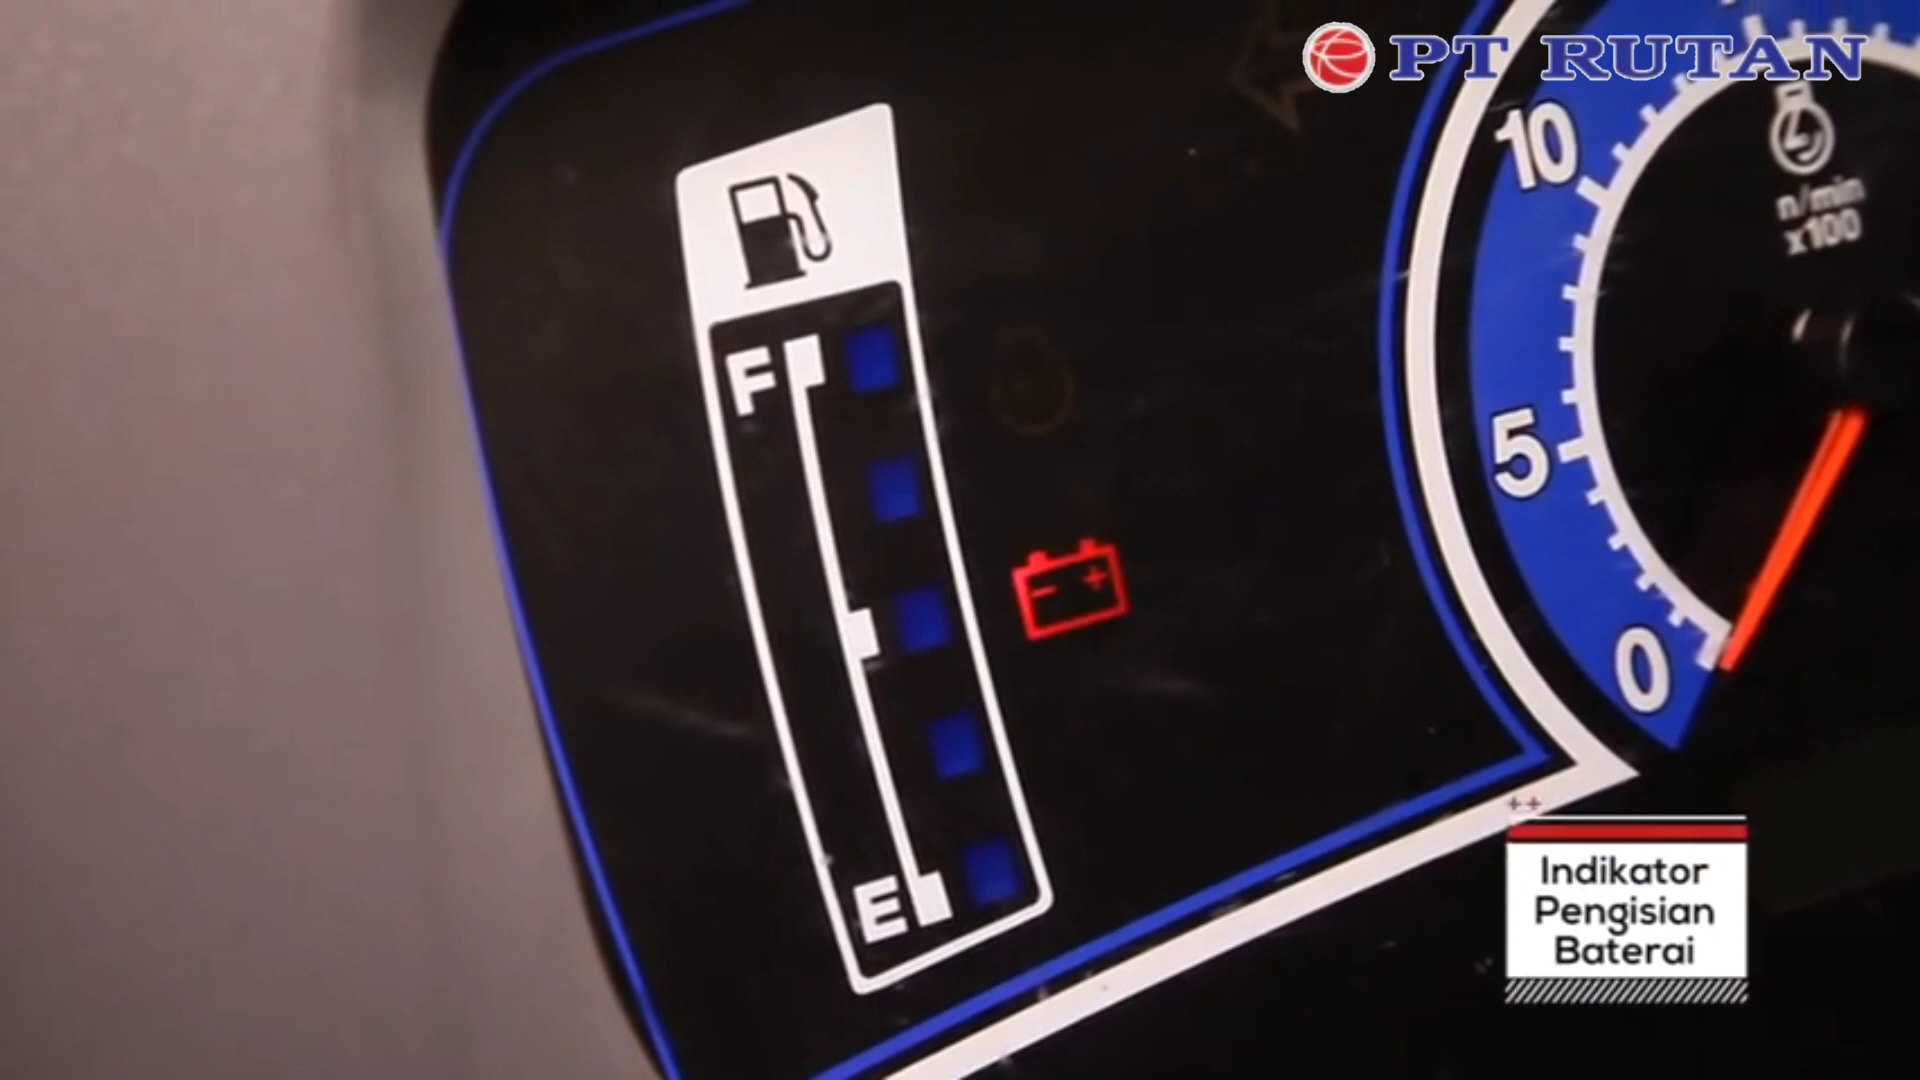 PT RUTAN
10
n/min
x100
F
5
- +
0
E
++
Indikator
Pengisian
Baterai